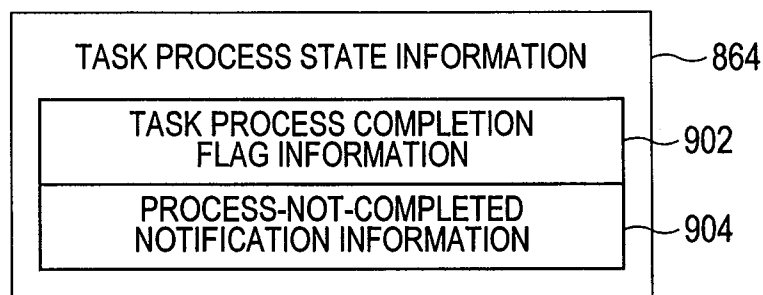 TASK PROCESS STATE INFORMATION 864
TASK PROCESS COMPLETION
FLAG INFORMATION 902
PROCESS-NOT-COMPLETED
NOTIFICATION INFORMATION 904